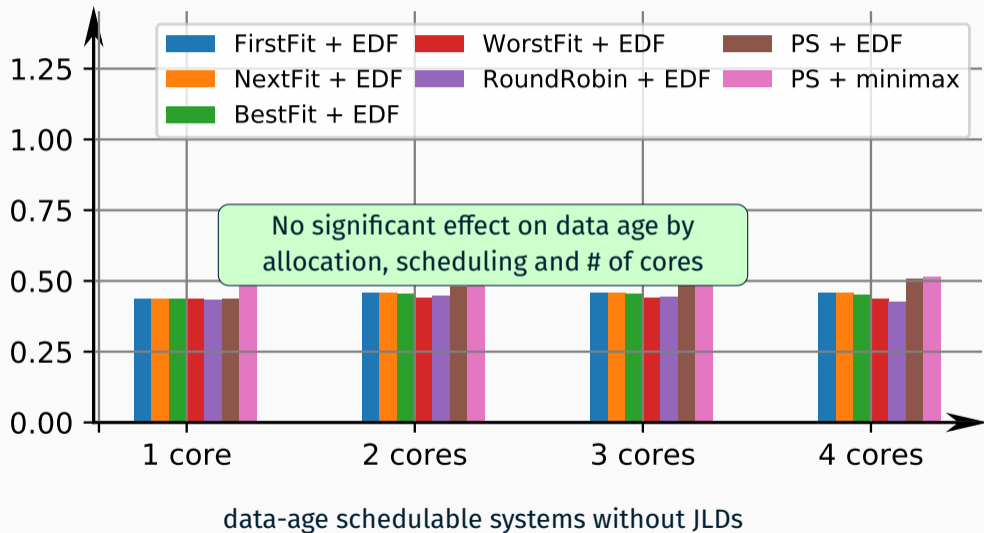 FirstFit + EDF WorstFit + EDF PS + EDF
NextFit + EDF RoundRobin + EDF PS + minimax
BestFit + EDF
1.25
1.00
0.75
No significant effect on data age by
allocation, scheduling and # of cores
0.50
0.25
0.00
1 core 2 cores 3 cores 4 cores
data-age schedulable systems without JLDs